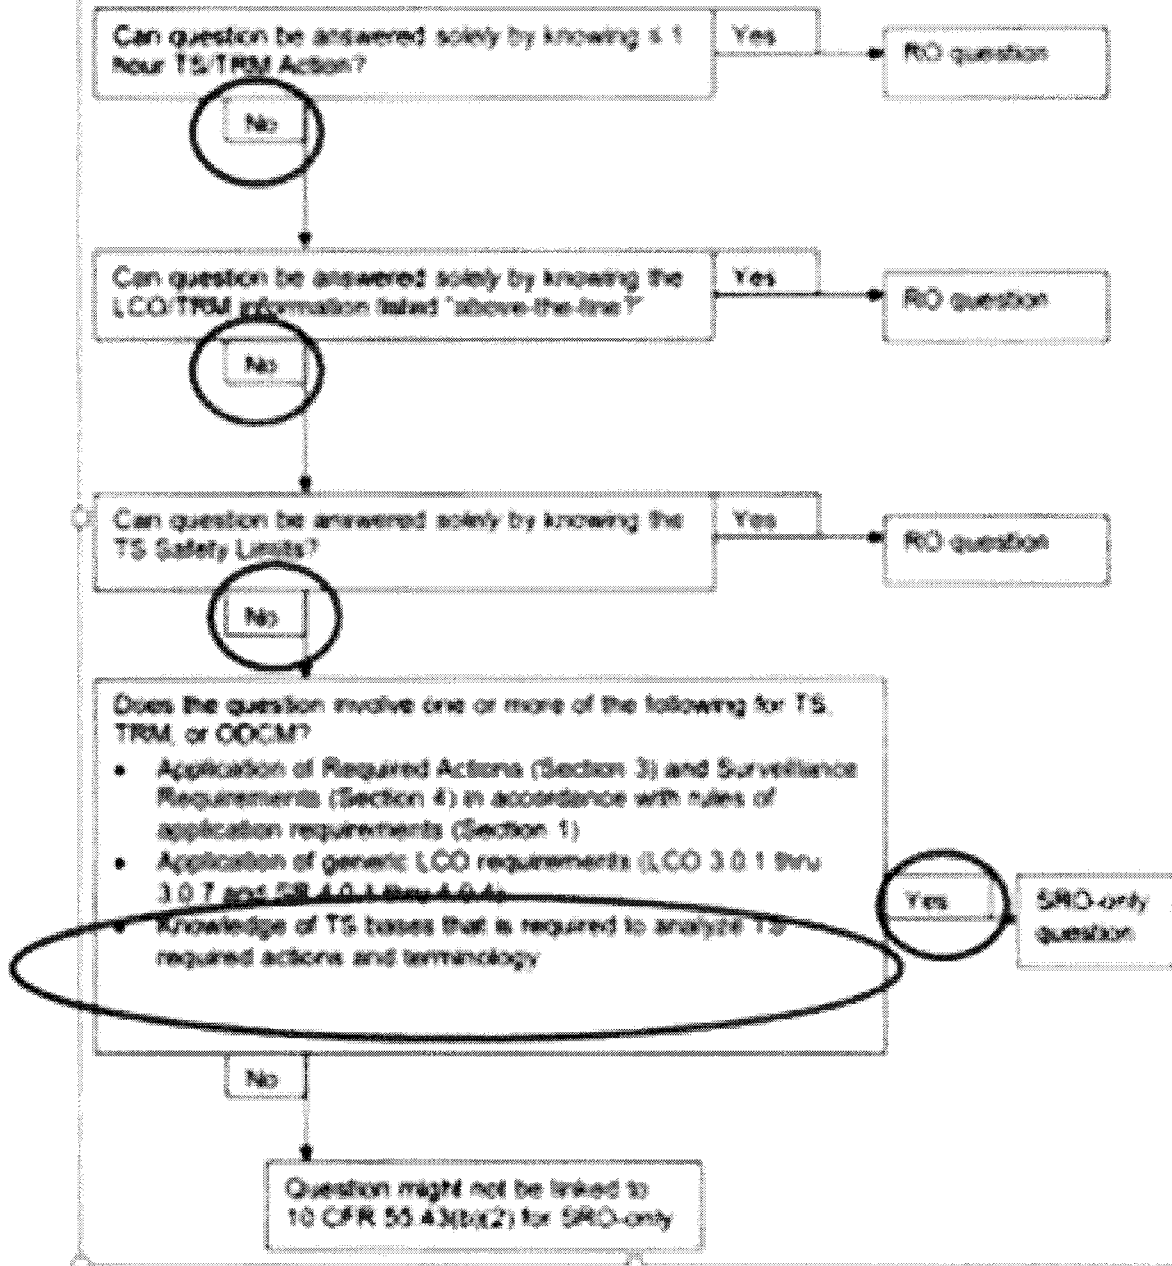 Can question be answered solely by knowing ≤ 1
hour TS/TRM Action?
Yes
RO question
No
Can question be answered solely by knowing the
LCO/TRM information listed "above-the-line?"
Yes
RO question
No
Can question be answered solely by knowing the
TS Safety Limits?
Yes
RO question
No
Does the question involve one or more of the following for TS,
TRM, or ODCM?
• Application of Required Actions (Section 3) and Surveillance
Requirements (Section 4) in accordance with rules of
application requirements (Section 1)
• Application of generic LCO requirements (LCO 3.0.1 thru
3.0.7 and SR 4.0.1 thru 4.0.4)
• Knowledge of TS bases that is required to analyze TS
required actions and terminology
Yes
SRO-only
question
No
Question might not be linked to
10 CFR 55.43(b)(2) for SRO-only